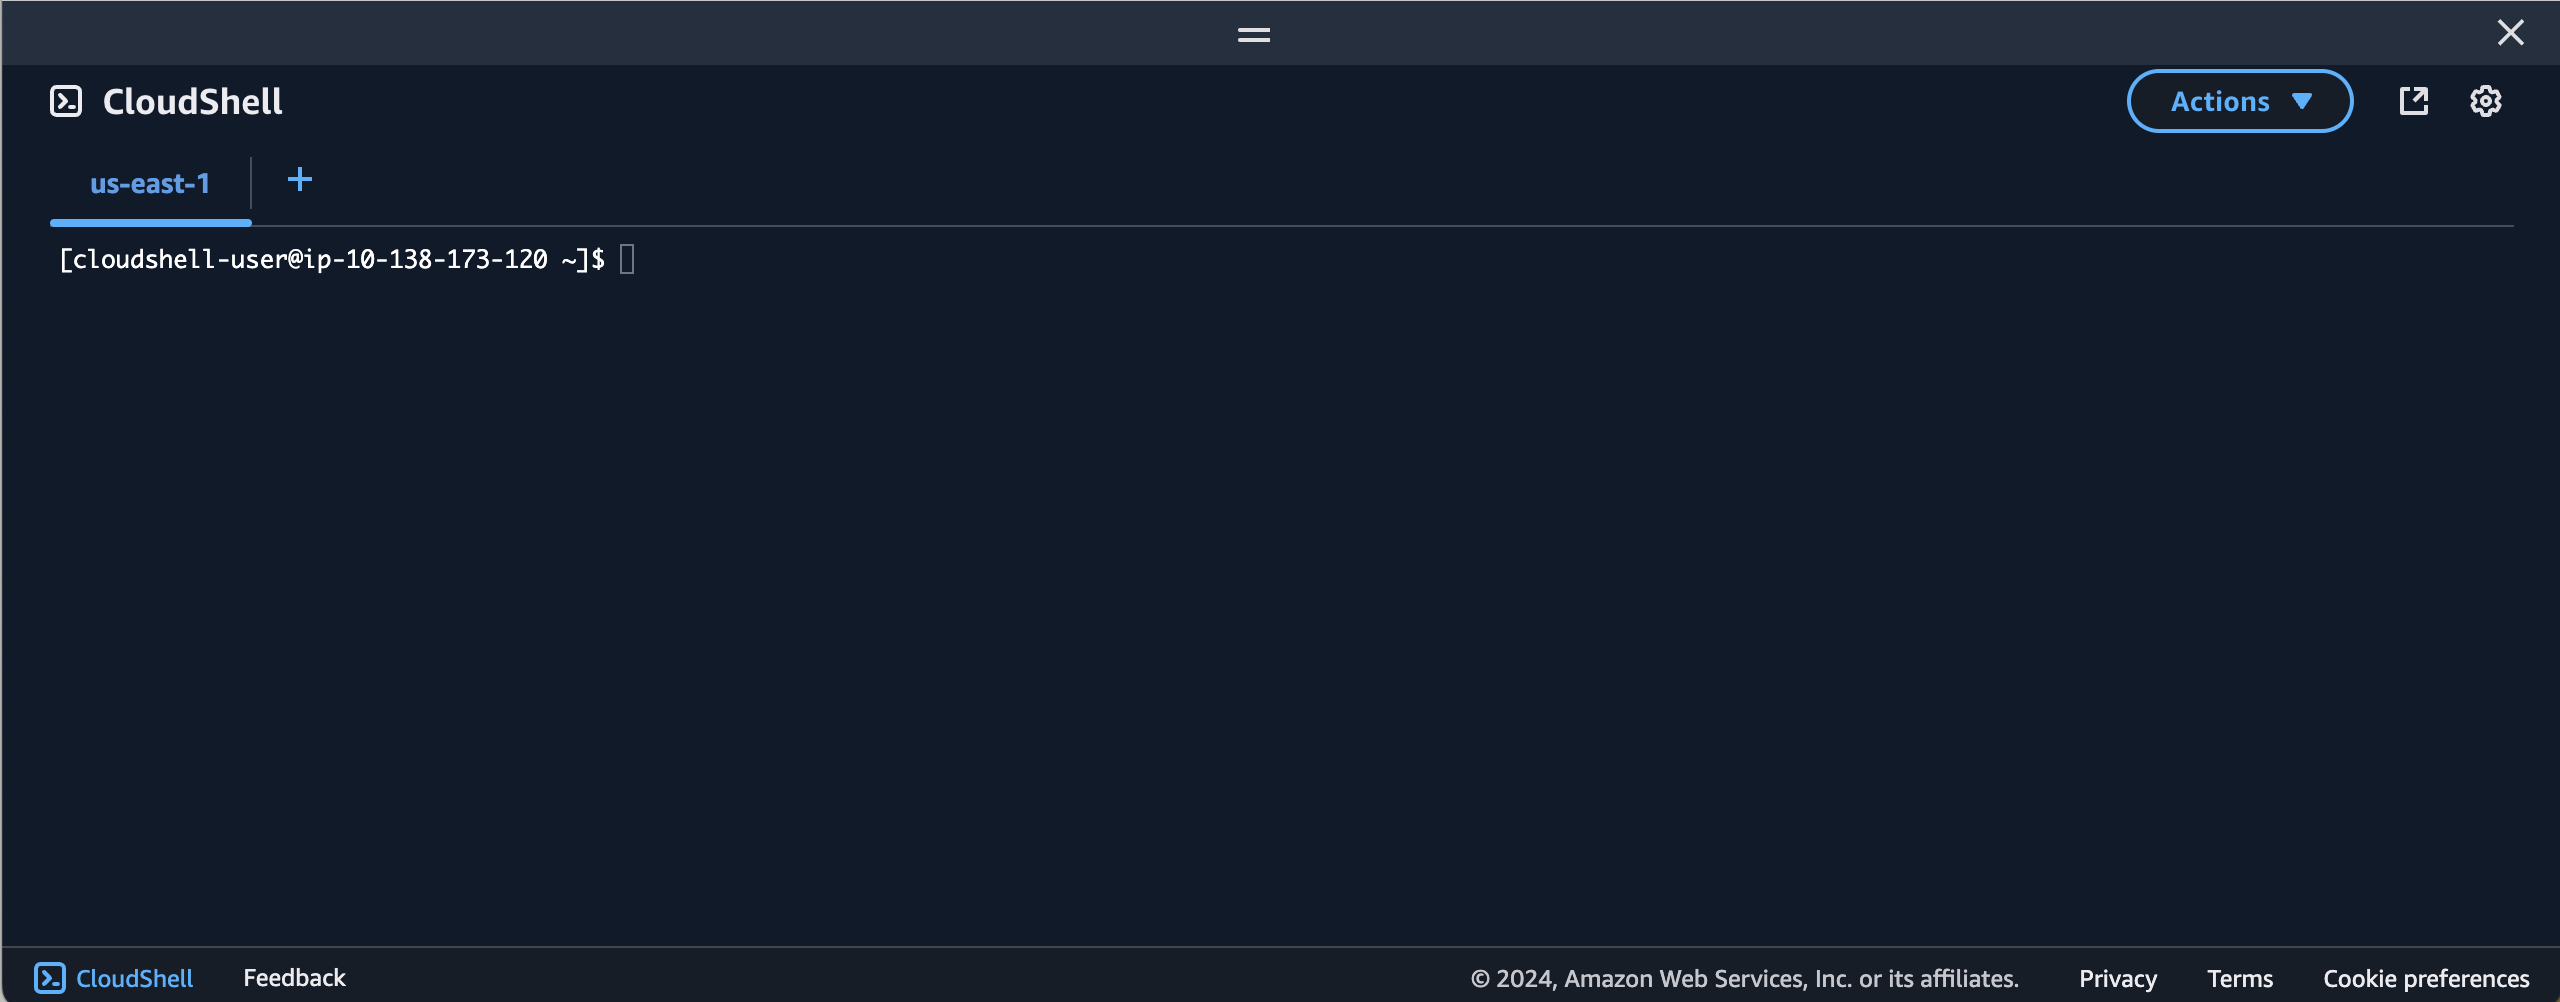 CloudShell
Actions
us-east-1
[cloudshell-user@ip-10-138-173-120 ~]$
CloudShell Feedback © 2024, Amazon Web Services, Inc. or its affiliates. Privacy Terms Cookie preferences